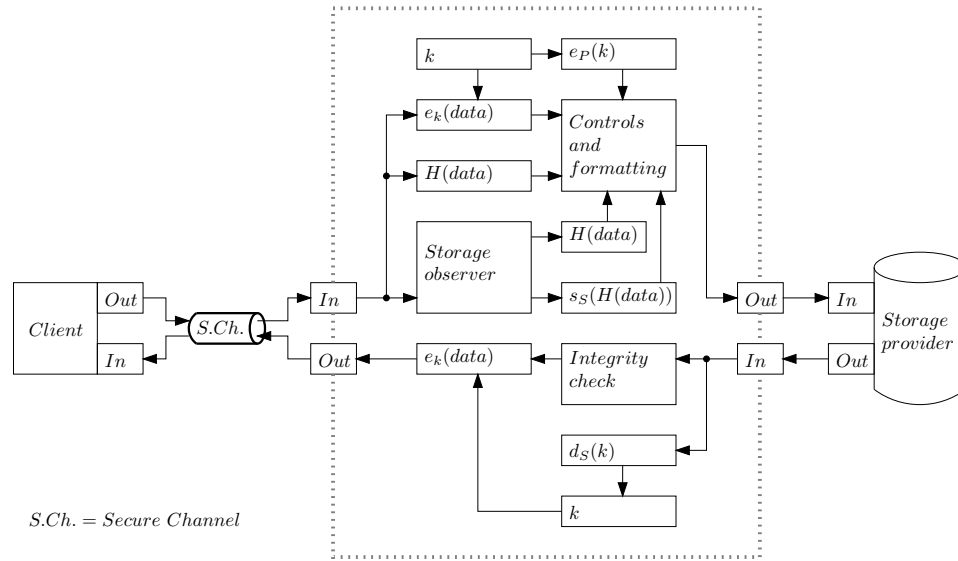 k
e_P(k)
e_k(data)
Controls
and
formatting
H(data)
Storage
observer
H(data)
s_S(H(data))
Client
Out
In
S.Ch.
In
Out
e_k(data)
Integrity
check
Out
In
In
Out
Storage
provider
d_S(k)
k
S.Ch. = Secure Channel